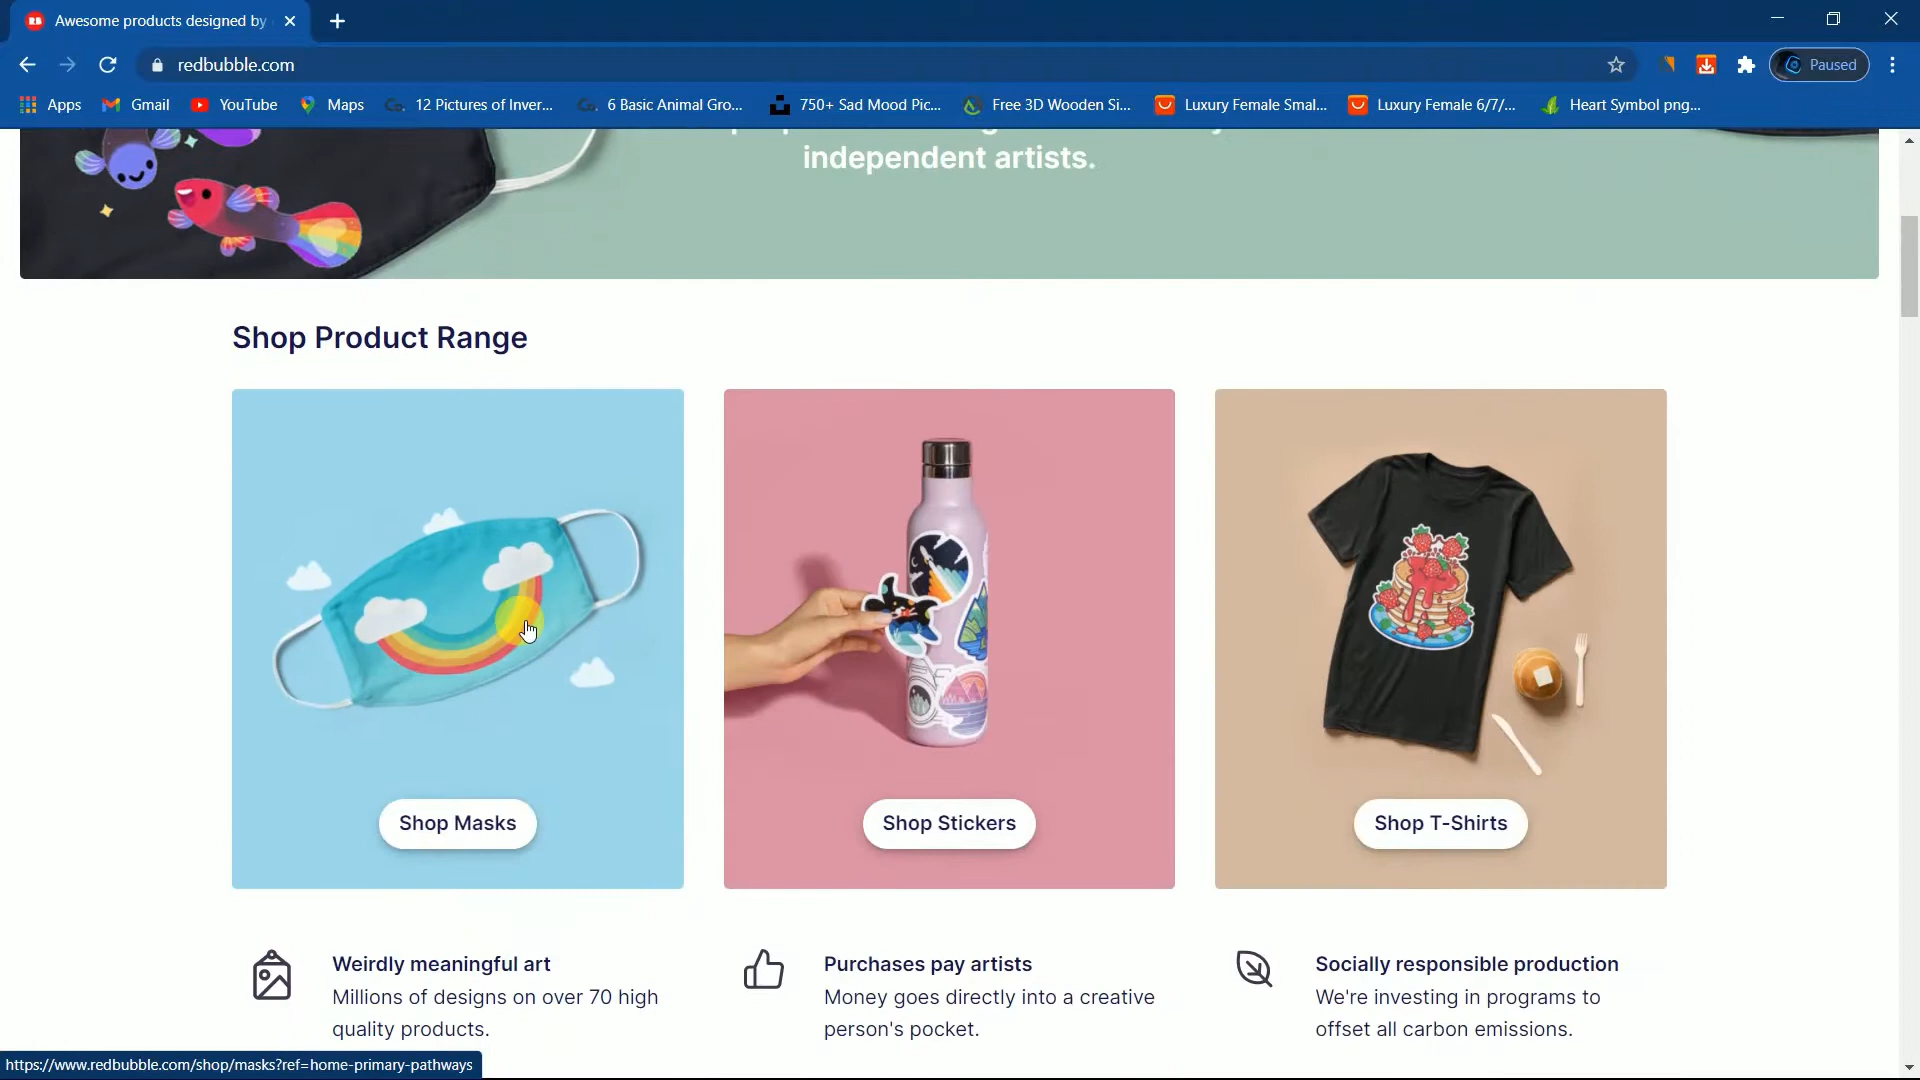 RB Awesome products designed by
redbubble.com
Paused
Apps Gmail YouTube Maps 12 Pictures of Inver... 6 Basic Animal Gro... 750+ Sad Mood Pic... Free 3D Wooden Si... Luxury Female Smal... Luxury Female 6/7/... Heart Symbol png...
independent artists.
Shop Product Range
Shop Masks
Shop Stickers
Shop T-Shirts
Weirdly meaningful art
Millions of designs on over 70 high
quality products.
Purchases pay artists
Money goes directly into a creative
person's pocket.
Socially responsible production
We're investing in programs to
offset all carbon emissions.
https://www.redbubble.com/shop/masks?ref=home-primary-pathways